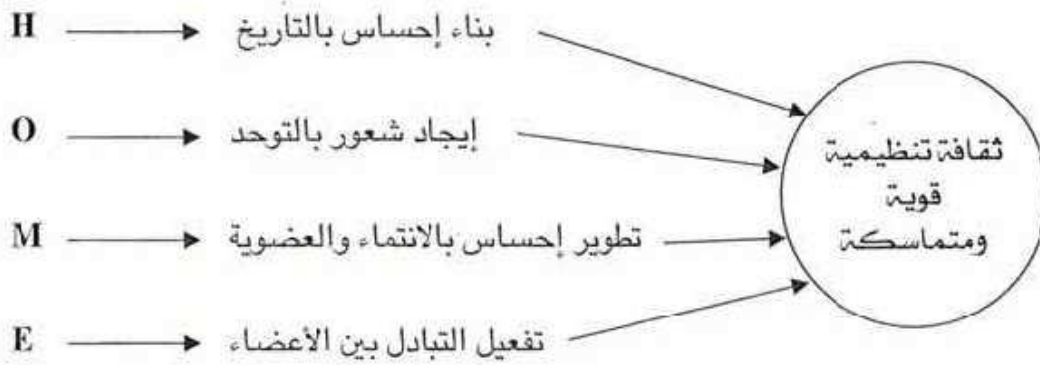 H بناء إحساس بالتاريخ
O إيجاد شعور بالتوحد
M تطوير إحساس بالانتماء والعضوية
E تفعيل التبادل بين الأعضاء
ثقافة تنظيمية
قوية
ومتماسكة